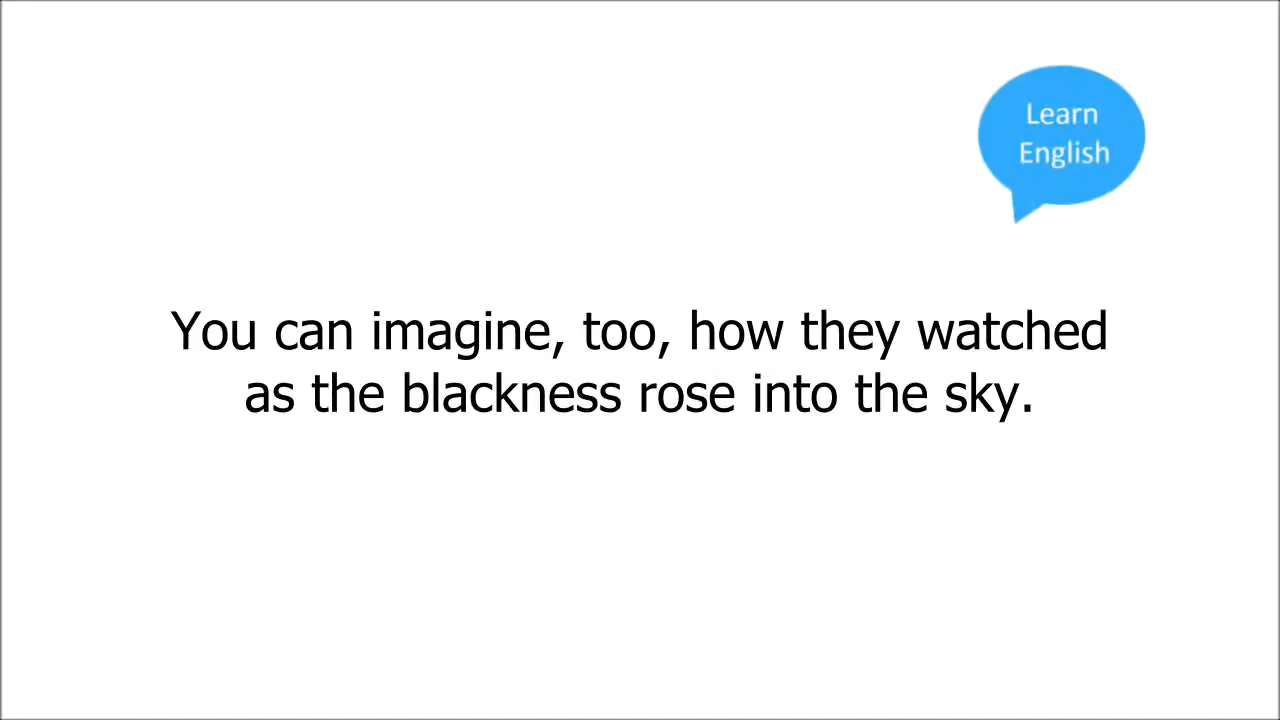 Learn
English
You can imagine, too, how they watched
as the blackness rose into the sky.